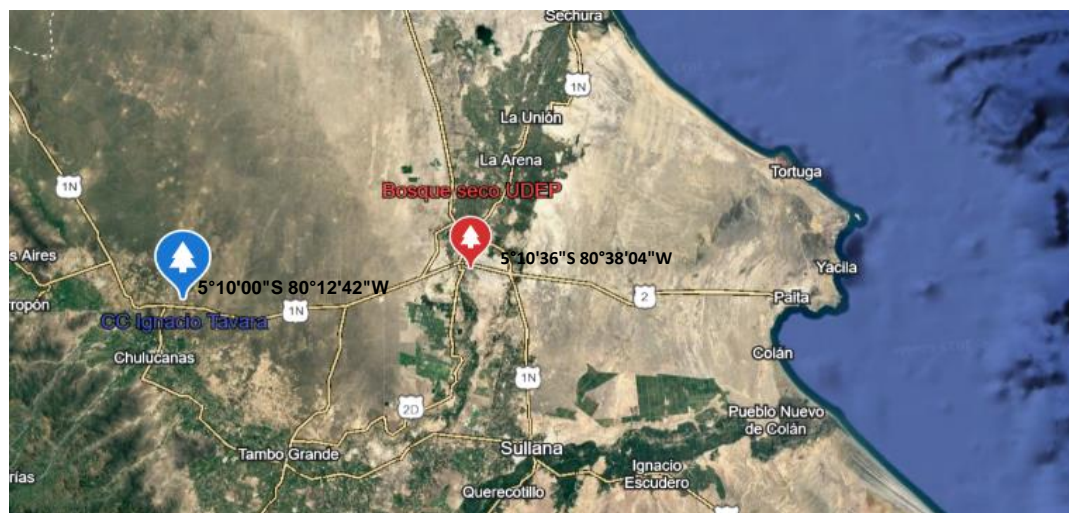 Sechura
1N
La Unión
La Arena
Tortuga
1N
Bosque seco UDEP
s Aires
5°10'36"S 80°38'04"W
Yacila
5°10'00"S 80°12'42"W
2
Paita
rropón
1N
CC Ignacio Tavara
Colán
Chulucanas
1N
2D
Pueblo Nuevo
de Colán
Sullana
Tambo Grande
Ignacio
Escudero
rías
Querecotillo